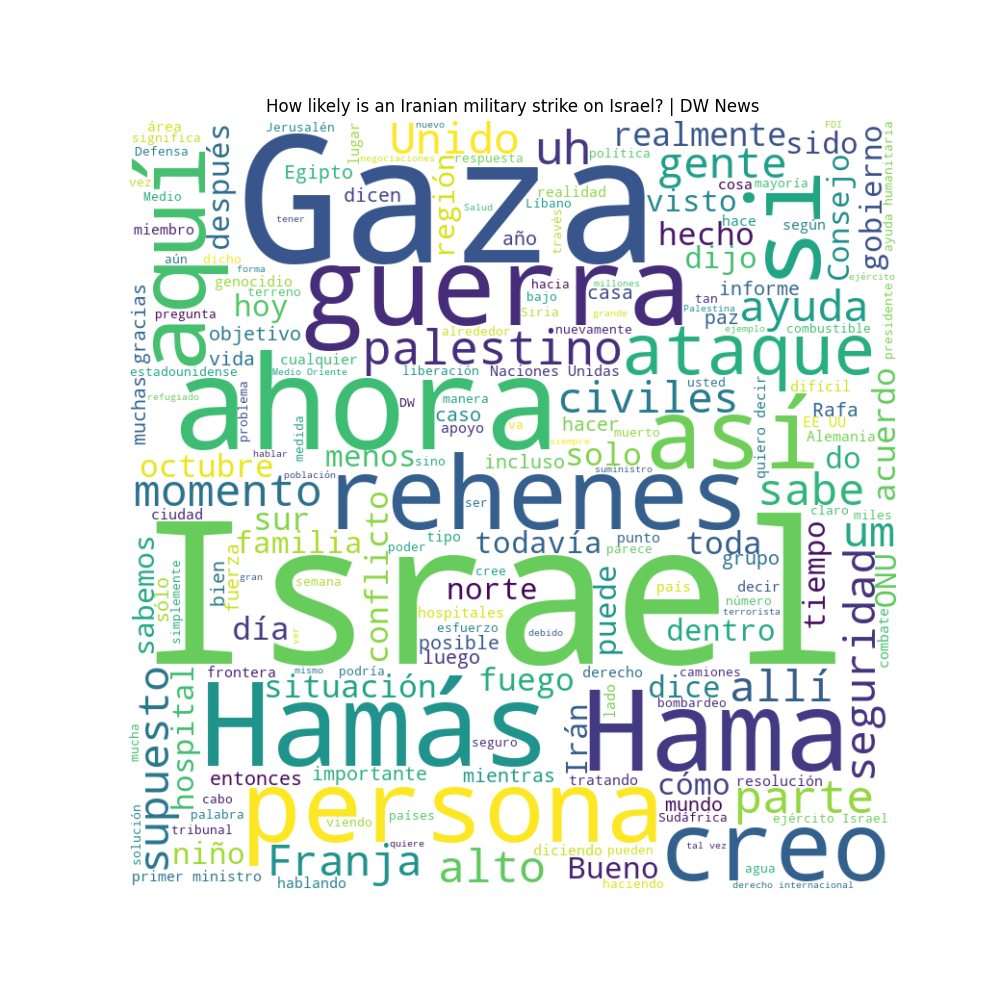 How likely is an Iranian military strike on Israel? | DW News
área
significa
Defensa
vez
Medio
miembro
aún
dicho
aquí
después
Jerusalén
lugar
nuevo
negociaciones
Egipto
dicen
tener
Gaza
Unido
respuesta
región
Salud
Líbano
año
través
uh
política
realidad
realmente
gente
visto
cosa
mayoría
hace
hecho
según
sido
FDI
si
Consejo
gobierno
ayuda humanitaria
forma
genocidio
terreno
pregunta
gracias
hoy
objetivo
vida
estadounidense
muchas
refugiado
cualquier
Medio Oriente
problema
guerra
hacia
bajo
Siria
millones
casa
grande
dijo
tan
Palestina
paz
informe
ayuda
ejército
presidente
ejemplo
combustible
alrededor
nuevamente
palestino
liberación
Naciones Unidas
ataque
ahora
DW
manera
caso
apoyo
va
siempre
civiles
hacer
muerto
usted
quiero decir
difícil
Rafa
EE UU
Alemania
así
acuerdo
medida
hablar
población
menos
sino
incluso
solo
suministro
do
claro
miles
octubre
momento
ciudad
rehenes
ser
sabe
um
sur
familia
conflicto
tipo
poder
todavía
punto
parece
toda
grupo
tiempo
ONU
sabemos
sólo
simplemente
bien
fuerza
gran
semana
ver
día
Israel
cree
norte
hospitales
esfuerzo
posible
luego
debido
puede
país
decir
número
terrorista
dentro
combate
seguridad
frontera
mismo
podría
situación
fuego
derecho
lado
camiones
dice
bombardeo
allí
supuesto
hospital
mucha
Hamás
seguro
Irán
Hama
entonces
importante
mientras
tratando
cómo
resolución
cabo
palabra
tribunal
solución
persona
viendo
países
quiere
mundo
Sudáfrica
parte
ejército Israel
niño
primer ministro
Franja
hablando
alto
diciendo
pueden
Bueno
haciendo
tal vez
creo
agua
derecho internacional